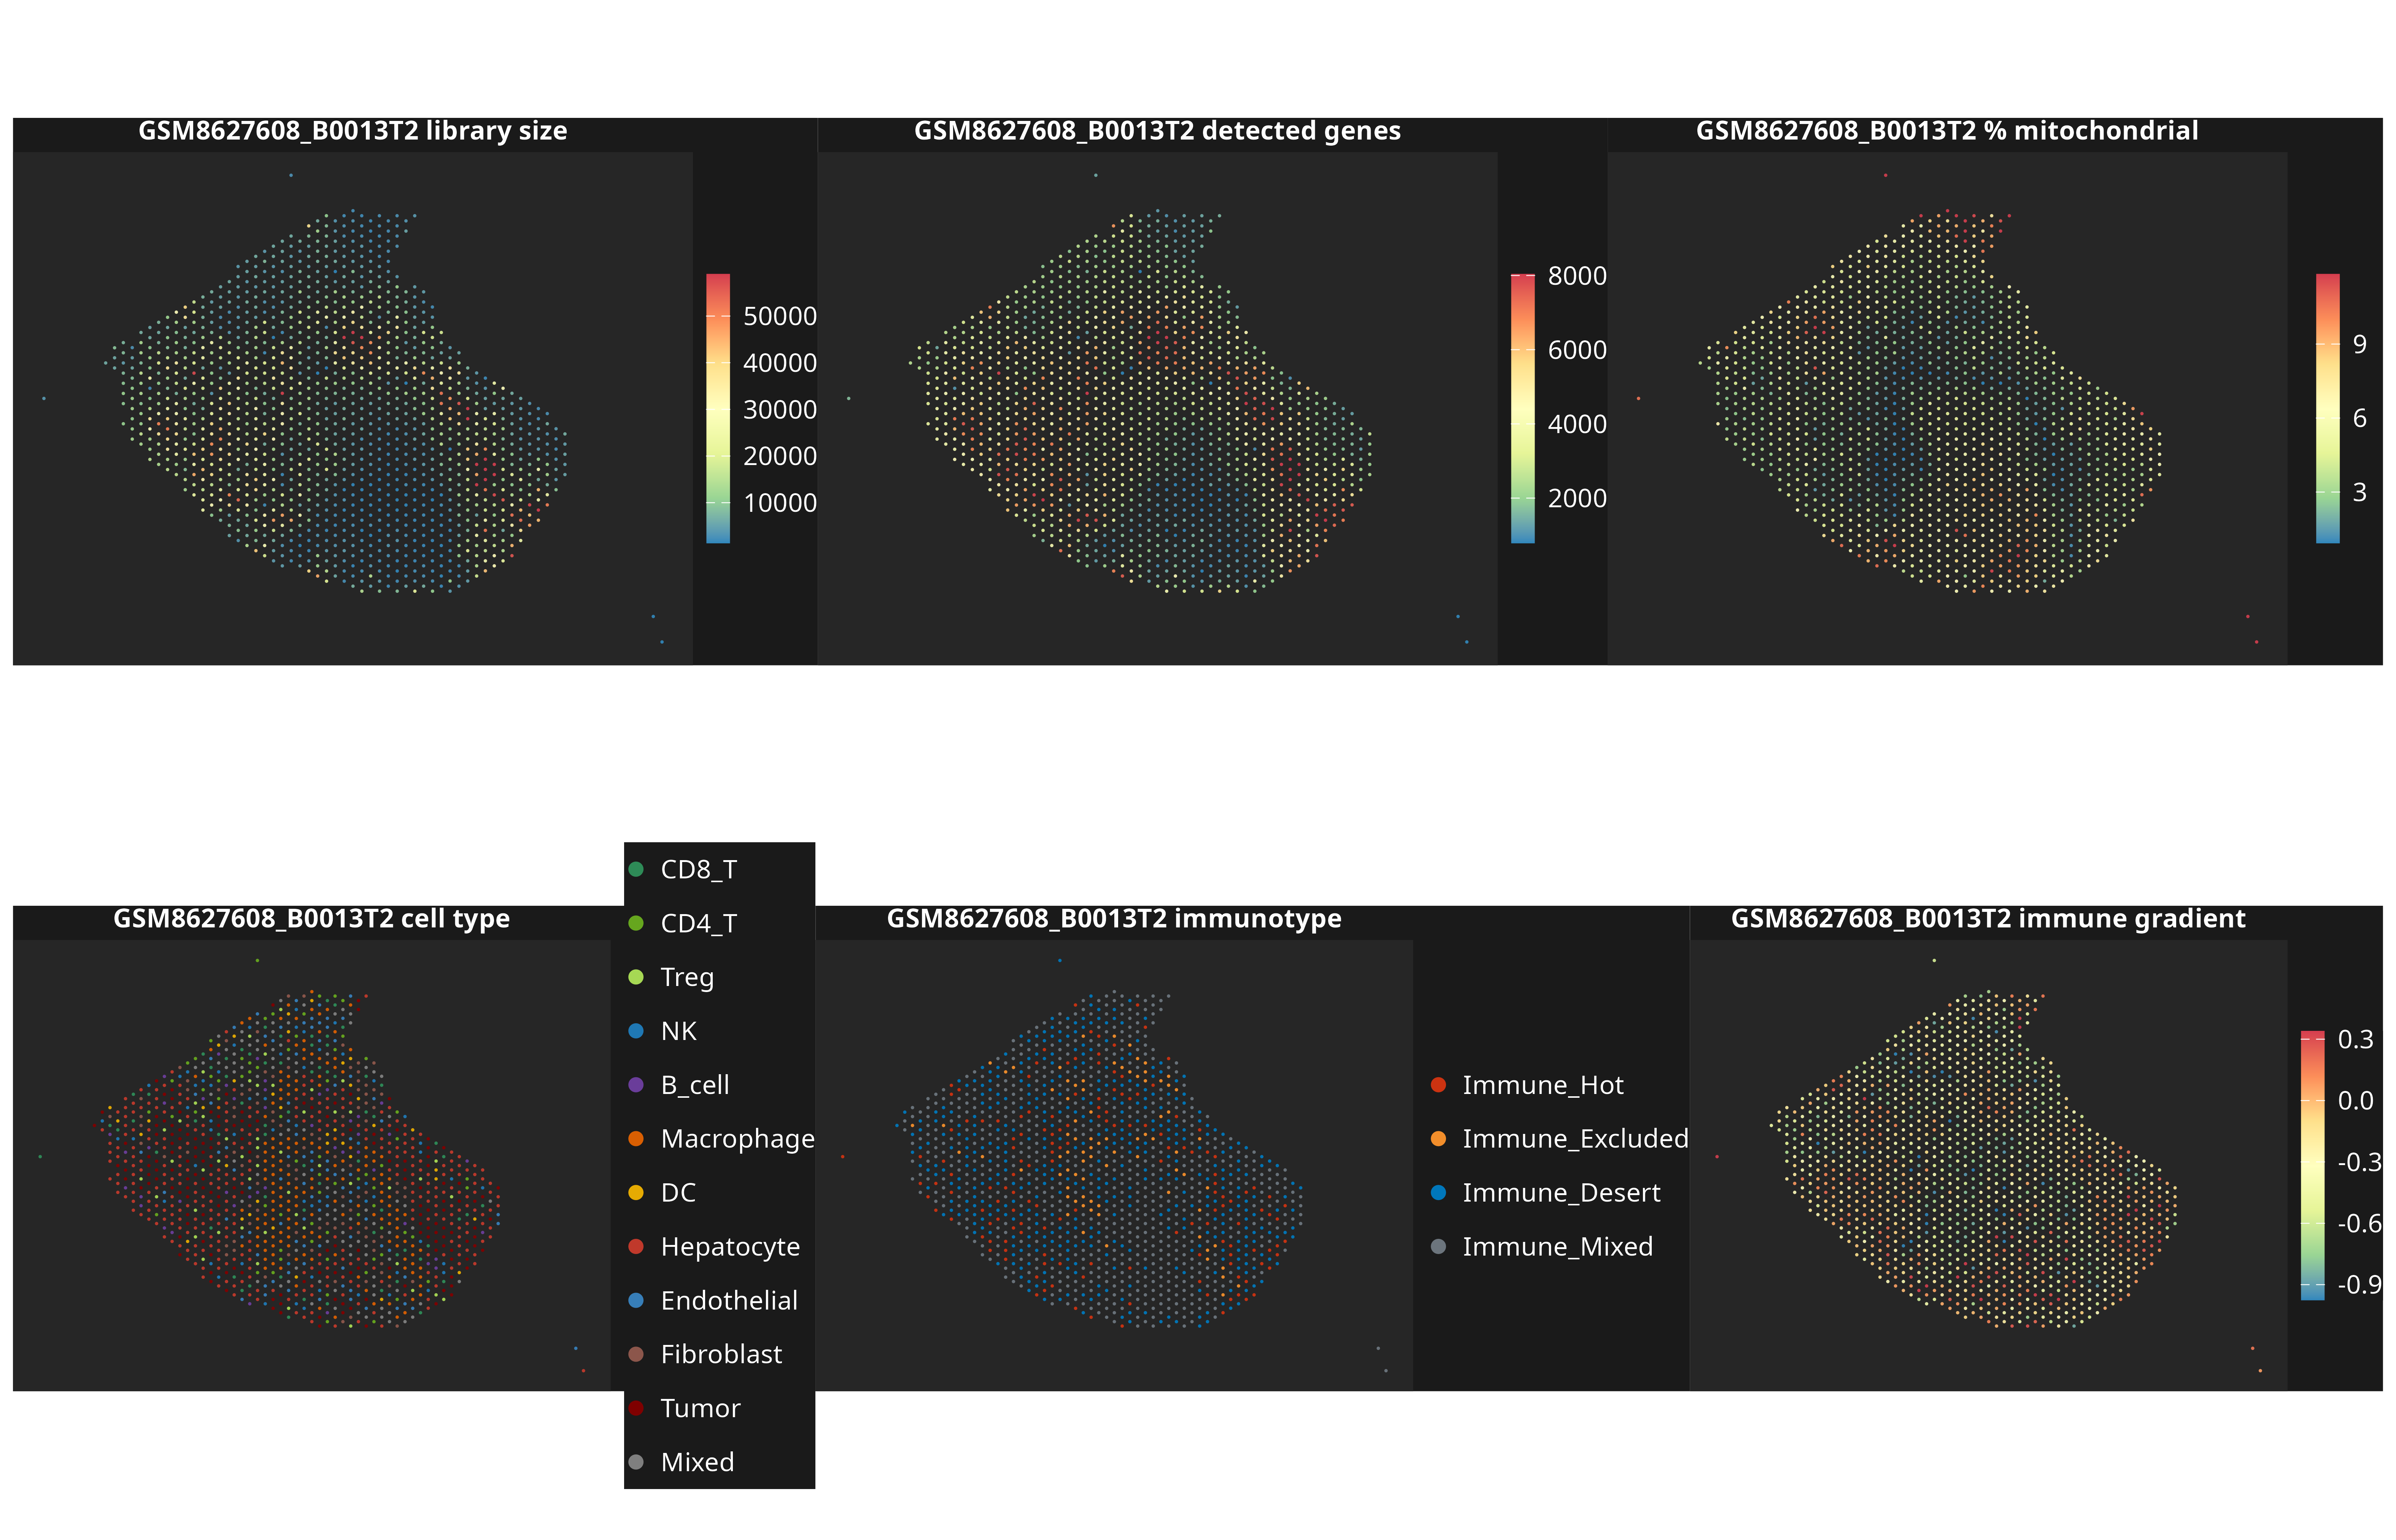 GSM8627608_B0013T2 library size
50000
40000
30000
20000
10000
GSM8627608_B0013T2 detected genes
8000
6000
4000
2000
GSM8627608_B0013T2 % mitochondrial
9
6
3
GSM8627608_B0013T2 cell type
CD8_T
CD4_T
Treg
NK
B_cell
Macrophage
DC
Hepatocyte
Endothelial
Fibroblast
Tumor
Mixed
GSM8627608_B0013T2 immunotype
Immune_Hot
Immune_Excluded
Immune_Desert
Immune_Mixed
GSM8627608_B0013T2 immune gradient
0.3
0.0
-0.3
-0.6
-0.9